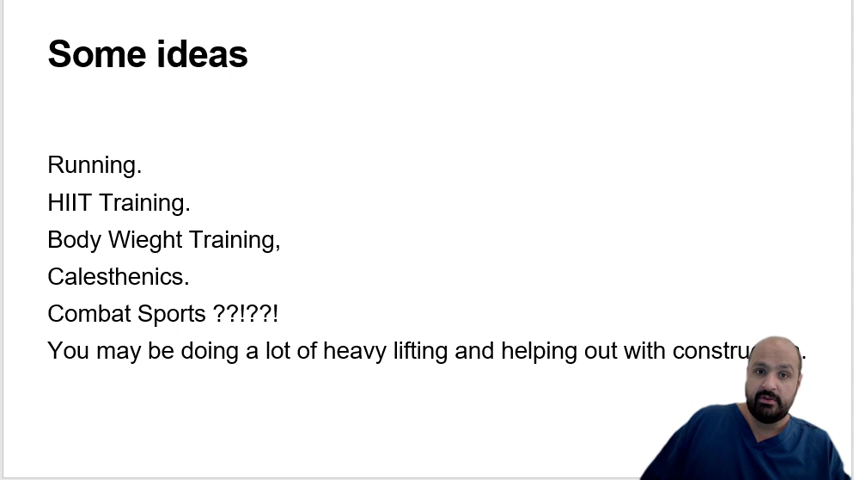 Some ideas
Running.
HIIT Training.
Body Wieght Training,
Calesthenics.
Combat Sports ??!??!
You may be doing a lot of heavy lifting and helping out with